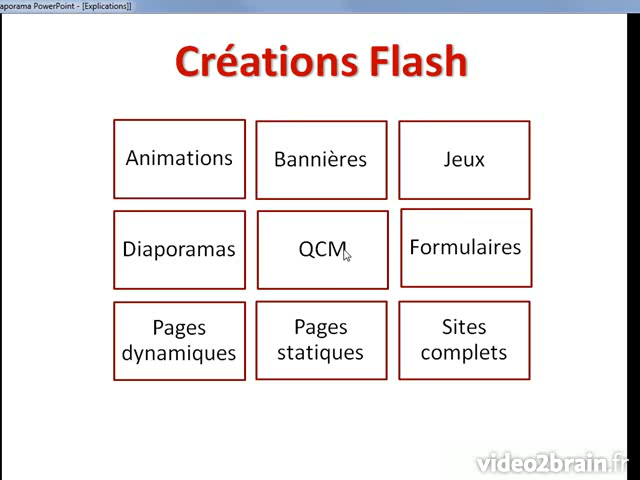 aporama PowerPoint - [Explications]]
Créations Flash
Animations
Bannières
Jeux
Diaporamas
QCM
Formulaires
Pages
dynamiques
Pages
statiques
Sites
complets
video2brain.fr